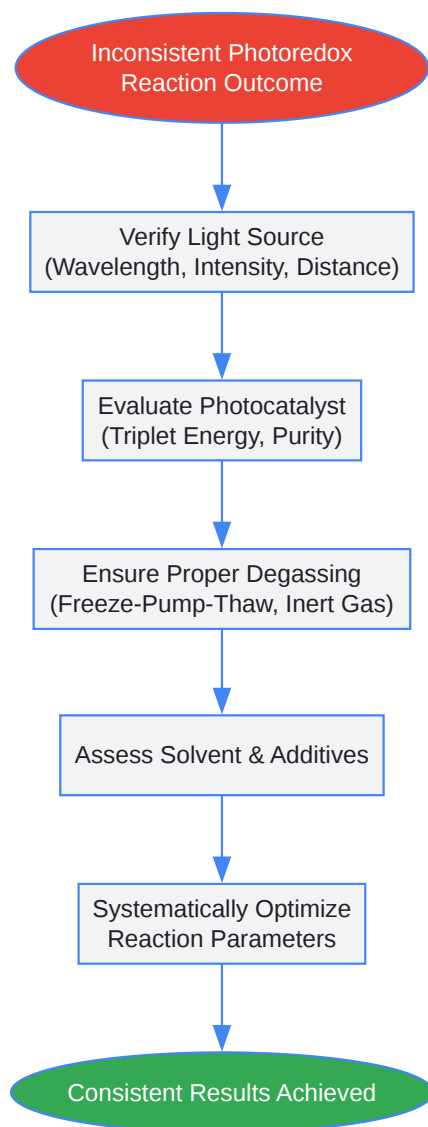 Inconsistent Photoredox
Reaction Outcome
Verify Light Source
(Wavelength, Intensity, Distance)
Evaluate Photocatalyst
(Triplet Energy, Purity)
Ensure Proper Degassing
(Freeze-Pump-Thaw, Inert Gas)
Assess Solvent & Additives
Systematically Optimize
Reaction Parameters
Consistent Results Achieved